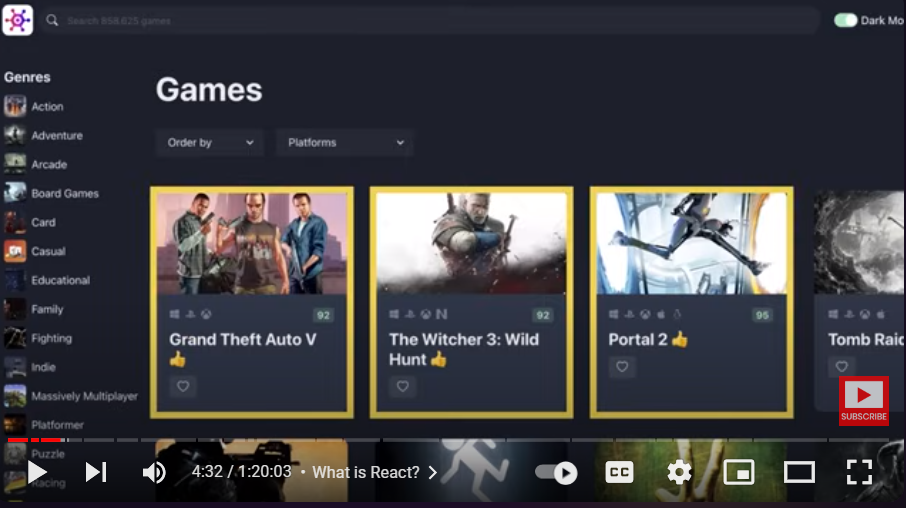 Search 858,625 games
Dark Mo
Genres
Action
Adventure
Arcade
Board Games
Card
Casual
Educational
Family
Fighting
Indie
Massively Multiplayer
Platformer
Puzzle
Racing
Games
Order by
Platforms
92
Grand Theft Auto V
92
The Witcher 3: Wild
Hunt
95
Portal 2
Tomb Raid
SUBSCRIBE
4:32 / 1:20:03 • What is React?
CC